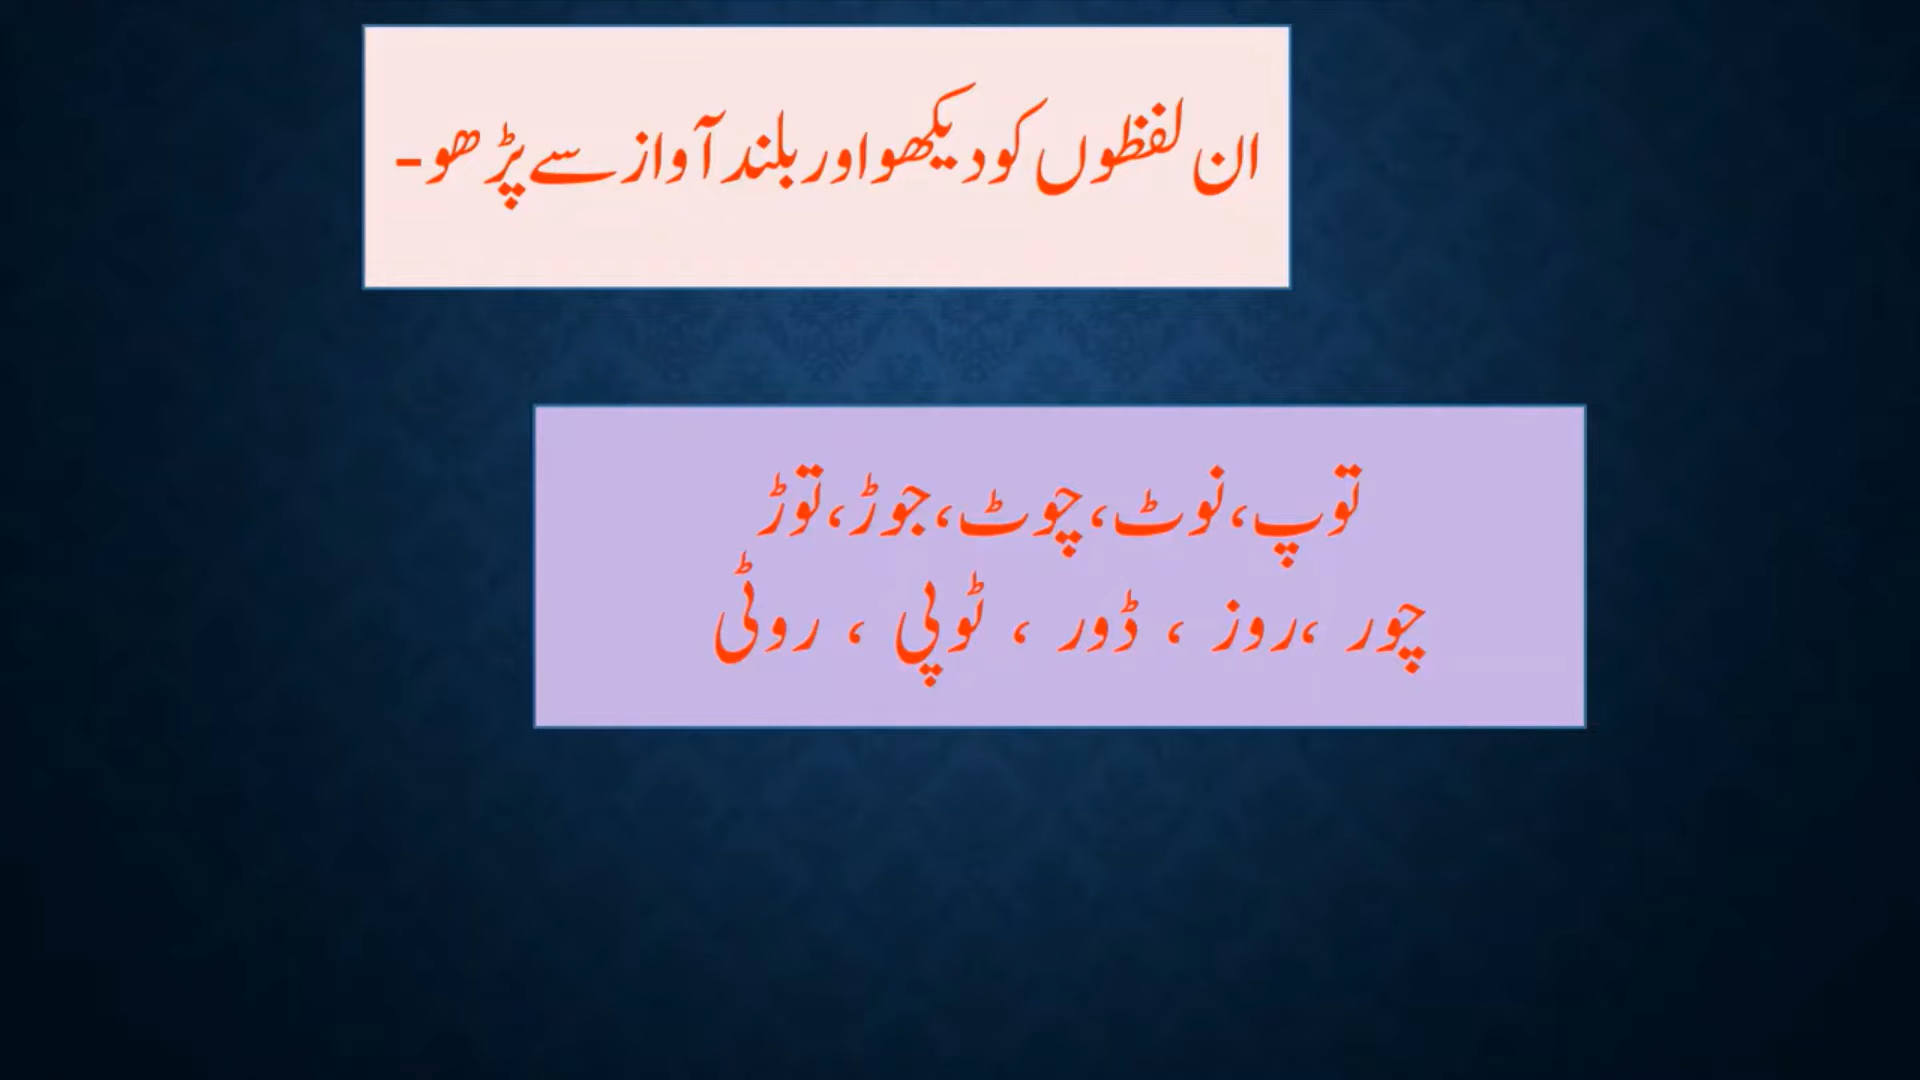 ان لفظوں کو دیکھو اور بلند آواز سے پڑھو-
توپ، نوٹ، چوٹ، جوڑ، توڑ
چور ،روز ، ڈور ، ٹوپی ، روٹی